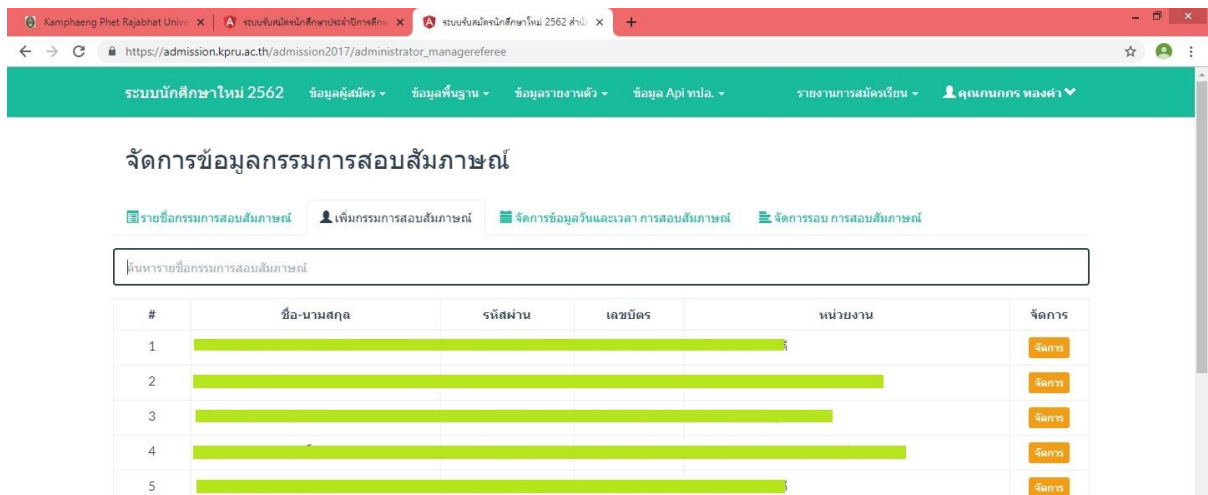 Kamphaeng Phet Rajabhat Unive
ระบบรับสมัครนักศึกษาประจำปีการศึกษ
ระบบรับสมัครนักศึกษาใหม่ 2562 สำนั
https://admission.kpru.ac.th/admission2017/administrator_managereferee
ระบบนักศึกษาใหม่ 2562 ข้อมูลผู้สมัคร ข้อมูลพื้นฐาน ข้อมูลรายงานตัว ข้อมูล Api ทปอ. รายงานการสมัครเรียน คุณกนกกร ทองคำ
จัดการข้อมูลกรรมการสอบสัมภาษณ์
รายชื่อกรรมการสอบสัมภาษณ์ เพิ่มกรรมการสอบสัมภาษณ์ จัดการข้อมูลวันและเวลา การสอบสัมภาษณ์ จัดการรอบ การสอบสัมภาษณ์
ค้นหารายชื่อกรรมการสอบสัมภาษณ์
# ชื่อ-นามสกุล รหัสผ่าน เลขบัตร หน่วยงาน จัดการ
1 จัดการ
2 จัดการ
3 จัดการ
4 จัดการ
5 จัดการ